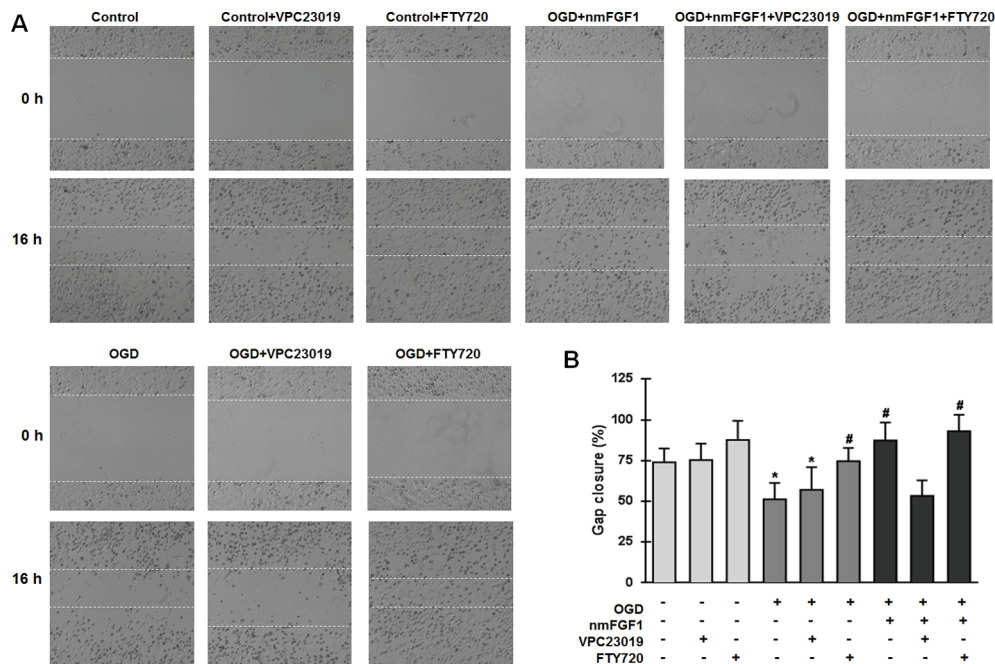 A
Control
Control+VPC23019
Control+FTY720
OGD+nmFGF1
OGD+nmFGF1+VPC23019
OGD+nmFGF1+FTY720
0 h
16 h
OGD
OGD+VPC23019
OGD+FTY720
0 h
16 h
B
Gap closure (%)
125
100
75
50
25
0
* * # # #
OGD - - - + + + + + +
nmFGF1 - - - - - - + + +
VPC23019 - + - - + - - + -
FTY720 - - + - - + - - +